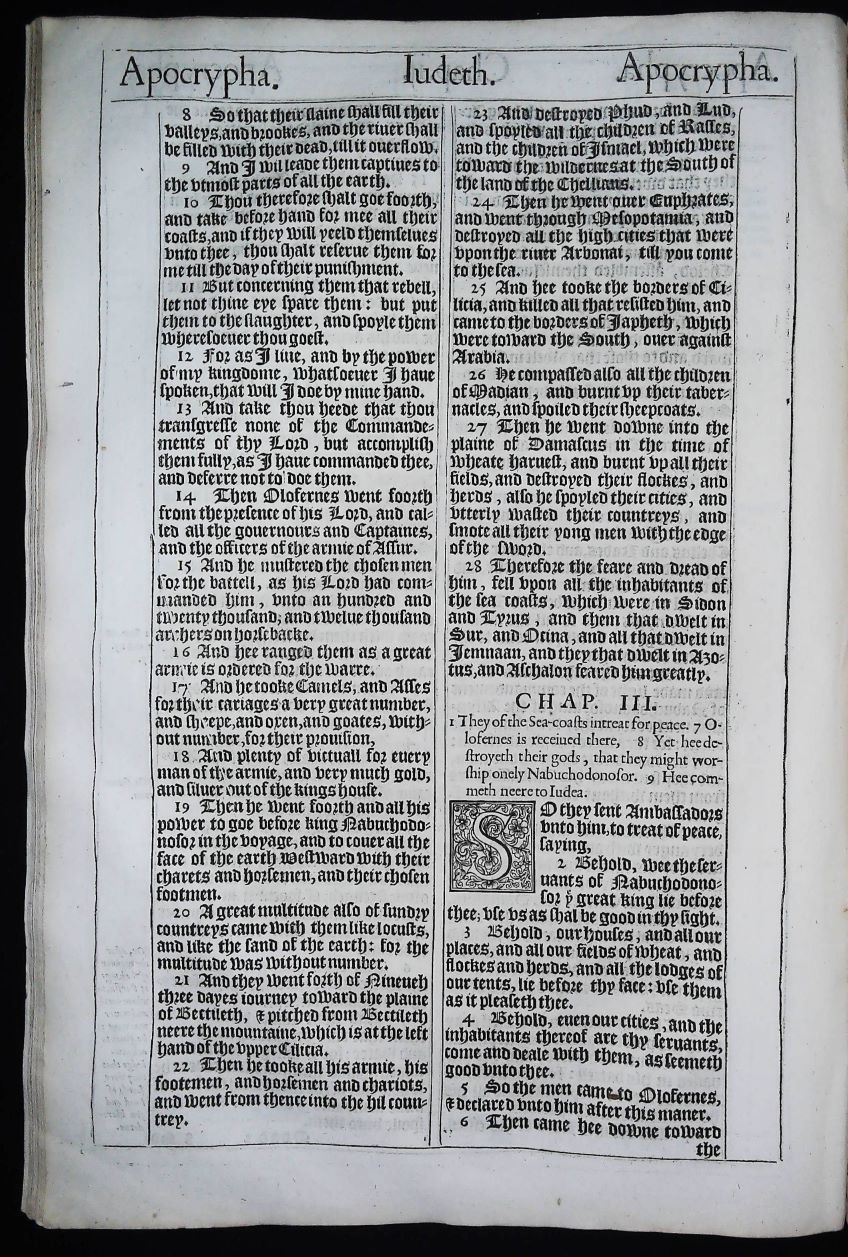 Apocrypha. Iudeth. Apocrypha.
8 So that their slaine shall fill their
valleys, and brookes, and the riuer shall
be filled with their dead, till it ouerflow.
9 And I wil leade them captiues to
the vtmost parts of all the earth.
10 Thou therefore shalt goe foorth,
and take before hand for mee all their
coasts, and if they will yeeld themselues
vnto thee, thou shalt reserue them for
me till the day of their punishment.
11 But concerning them that rebell,
let not thine eye spare them: but put
them to the slaughter, and spoyle them
wheresoeuer thou goest.
12 For as I liue, and by the power
of my kingdome, whatsoeuer I haue
spoken, that will I doe by mine hand.
13 And take thou heede that thou
transgresse none of the Commande=
ments of thy Lord, but accomplish
them fully, as I haue commanded thee,
and deferre not to doe them.
14 Then Olofernes went foorth
from the presence of his Lord, and cal=
led all the gouernours and Captaines,
and the officers of the armie of Assur.
15 And he mustered the chosen men
for the battell, as his Lord had com=
manded him, vnto an hundred and
twenty thousand; and twelue thousand
archers on horsebacke.
16 And hee ranged them as a great
armie is ordered for the warre.
17 And he tooke Camels, and Asses
for their cariages a very great number,
and sheepe, and oxen, and goates, with=
out number, for their prouision,
18 And plenty of victuall for euery
man of the armie, and very much gold,
and siluer out of the kings house.
19 Then he went foorth and all his
power to goe before king Nabuchodo=
nosor in the voyage, and to couer all the
face of the earth Westward with their
charets and horsemen, and their chosen
footmen.
20 A great multitude also of sundry
countreys came with them like locusts,
and like the sand of the earth: for the
multitude was without number.
21 And they went forth of Nineueh
three dayes iourney toward the plaine
of Bectileth, & pitched from Bectileth
neere the mountaine, which is at the left
hand of the vpper Cilicia.
22 Then he tooke all his armie, his
footemen, and horsemen and chariots,
and went from thence into the hil coun=
trey.
23 And destroyed Phud, and Lud,
and spoyled all the children of Rasses,
and the children of Ismael, which were
toward the wildernes at the South of
the land of the Chellians.
24 Then he went ouer Euphrates,
and went through Mesopotamia, and
destroyed all the high cities that were
vpon the riuer Arbonai, till you come
to the sea.
25 And hee tooke the borders of Ci=
licia, and killed all that resisted him, and
came to the borders of Japheth, which
were toward the South, ouer against
Arabia.
26 He compassed also all the children
of Madian, and burnt vp their taber=
nacles, and spoiled their sheepcoats.
27 Then he went downe into the
plaine of Damascus in the time of
wheate haruest, and burnt vp all their
fields, and destroyed their flockes, and
herds, also he spoyled their cities, and
vtterly wasted their countreys, and
smote all their yong men with the edge
of the sword.
28 Therefore the feare and dread of
him, fell vpon all the inhabitants of
the sea coasts, which were in Sidon
and Tyrus, and them that dwelt in
Sur, and Ocina, and all that dwelt in
Jemnaan, and they that dwelt in Azo=
tus, and Aschalon feared him greatly.
CHAP. III.
1 They of the Sea-coasts intreat for peace. 7 O-
lofernes is receiued there, 8 Yet hee de-
stroyeth their gods, that they might wor-
ship onely Nabuchodonosor. 9 Hee com-
meth neere to Iudea.
SO they sent Ambassadors
vnto him, to treat of peace,
saying,
2 Behold, wee the ser=
uants of Nabuchodono=
sor yͤ great king lie before
thee; vse vs as shal be good in thy sight.
3 Behold, our houses, and all our
places, and all our fields of wheat, and
flockes and herds, and all the lodges of
our tents, lie before thy face: vse them
as it pleaseth thee.
4 Behold, euen our cities, and the
inhabitants thereof are thy seruants,
come and deale with them, as seemeth
good vnto thee.
5 So the men came to Olofernes,
& declared vnto him after this maner.
6 Then came hee downe toward
the